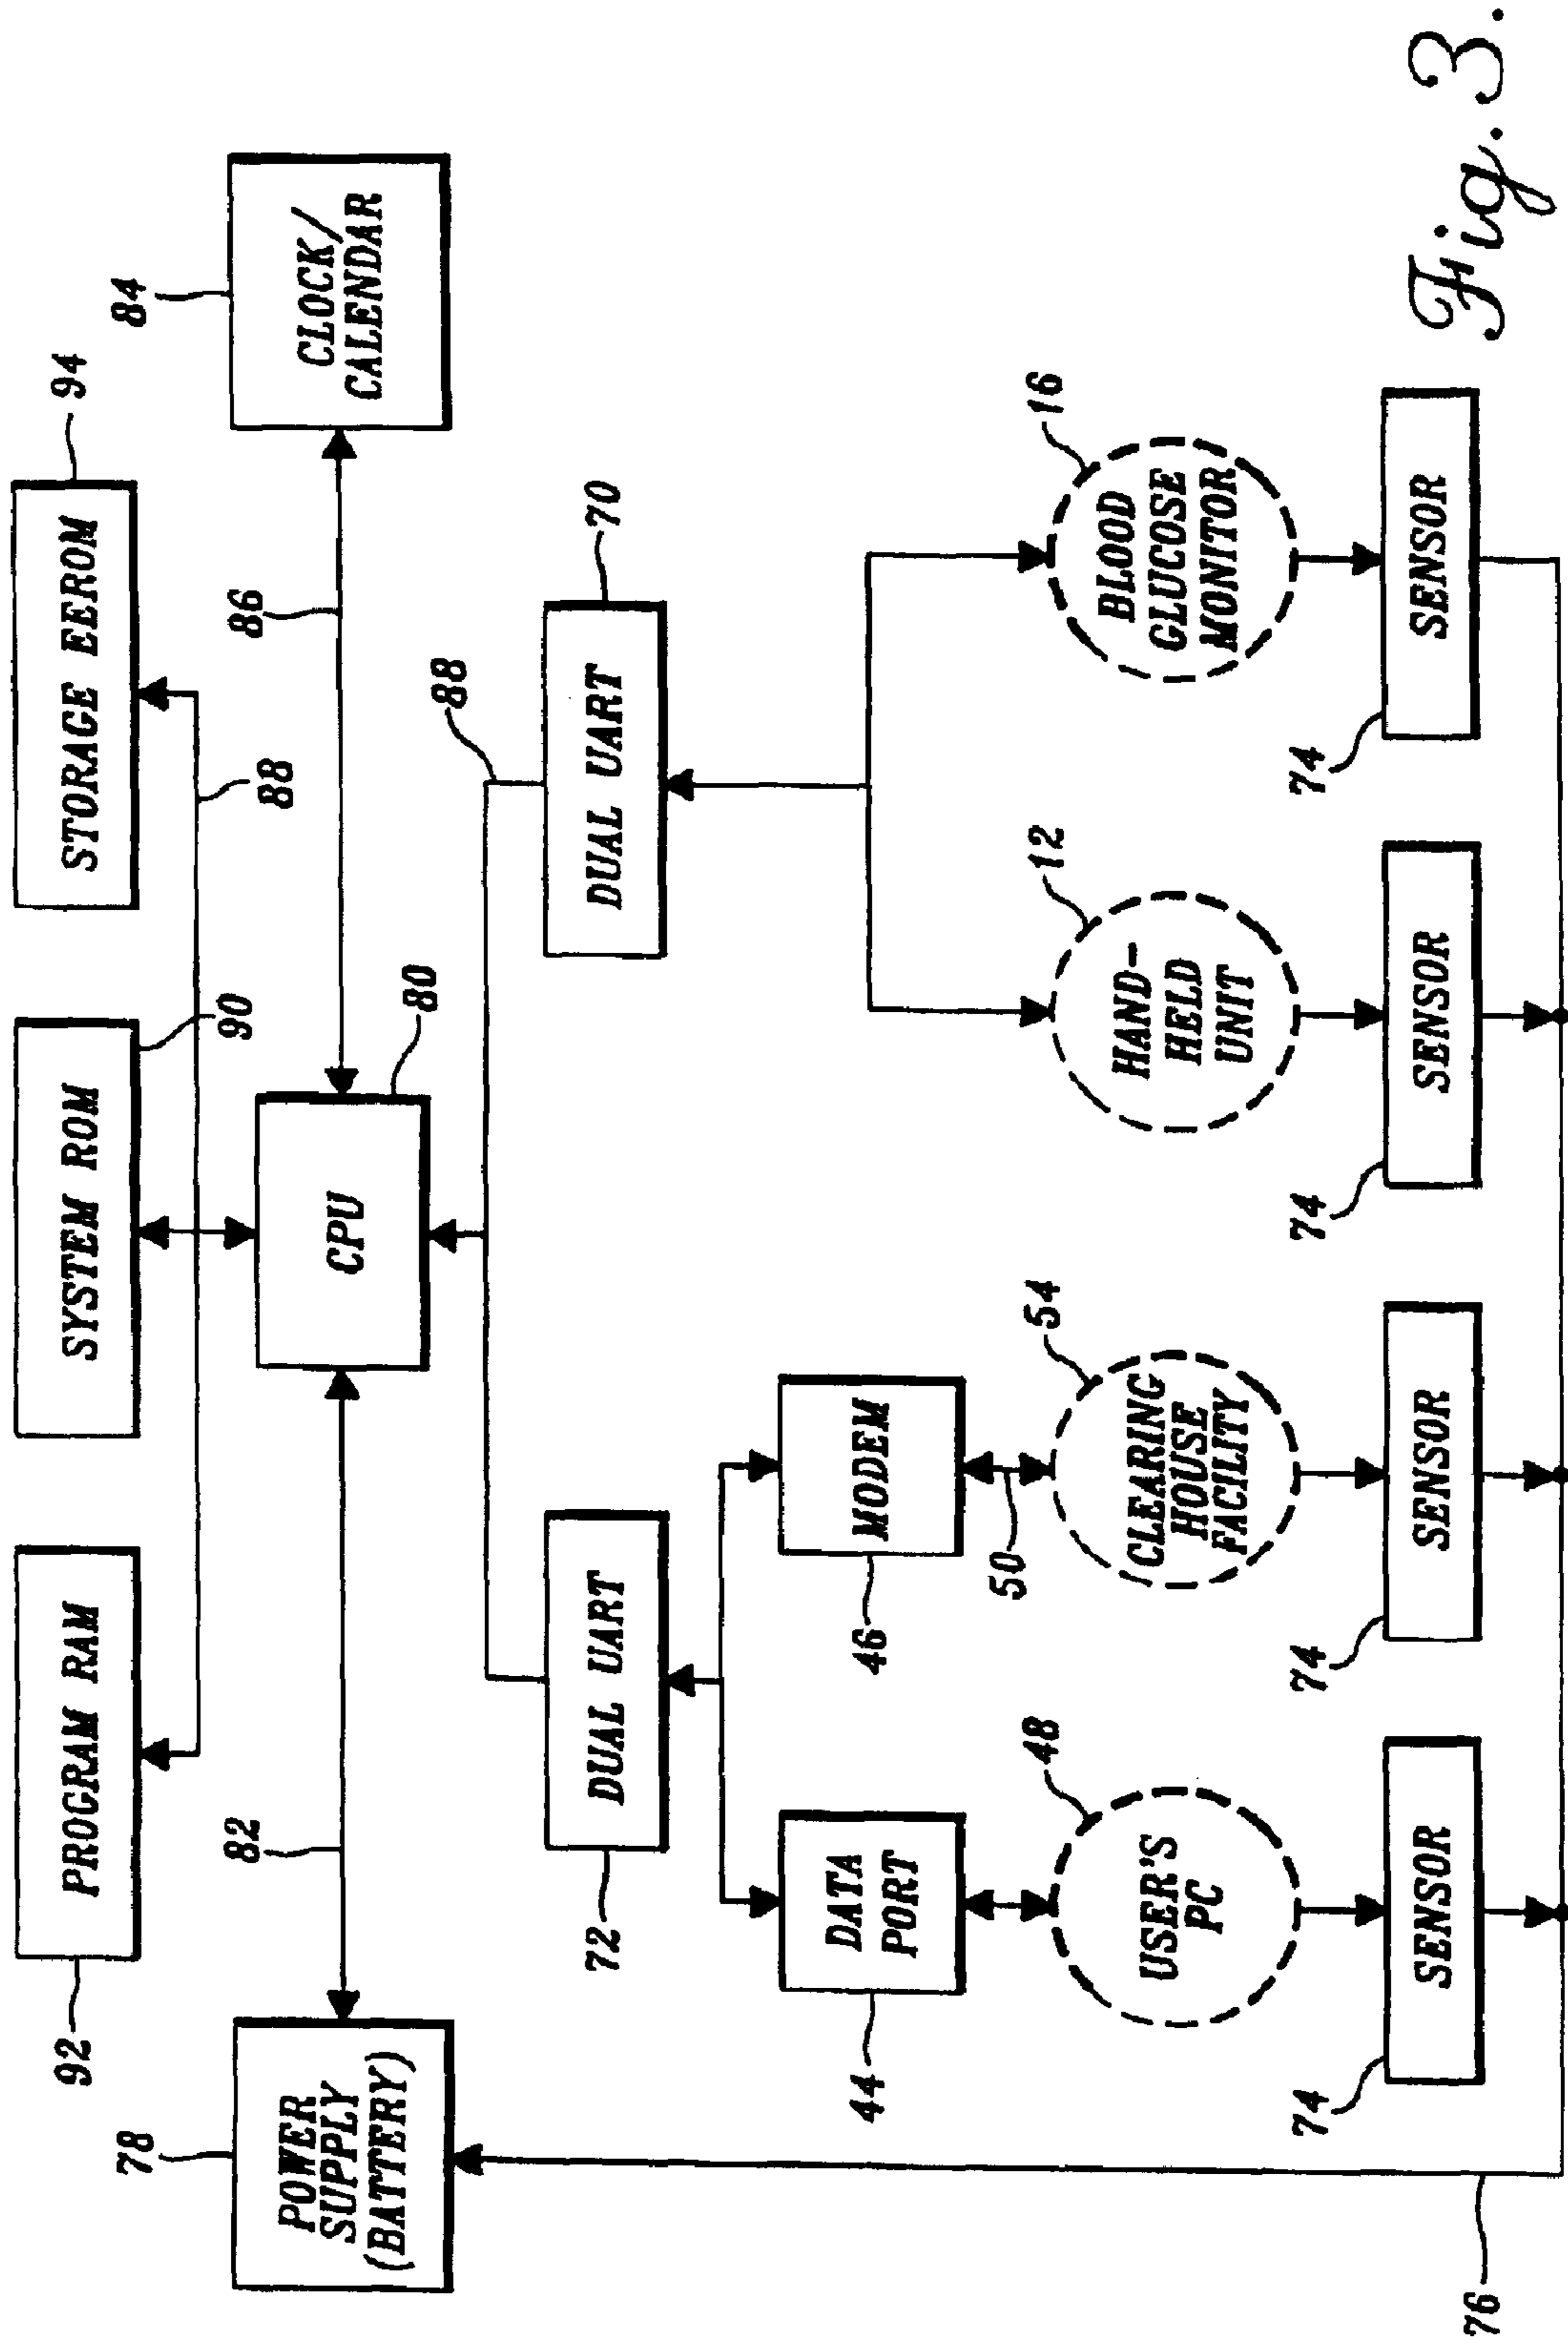 92
PROGRAM RAM
SYSTEM ROM
90
STORAGE EEROM
94
88
78
POWER
SUPPLY
(BATTERY)
82
CPU
80
86
84
CLOCK/
CALENDAR
88
72
DUAL UART
DUAL UART
70
44
DATA
PORT
46
MODEM
50
48
USER'S
PC
54
CLEARING
HOUSE
FACILITY
12
HAND-
HELD
UNIT
16
BLOOD
GLUCOSE
MONITOR
74
SENSOR
74
SENSOR
74
SENSOR
74
SENSOR
76
Fig. 3.